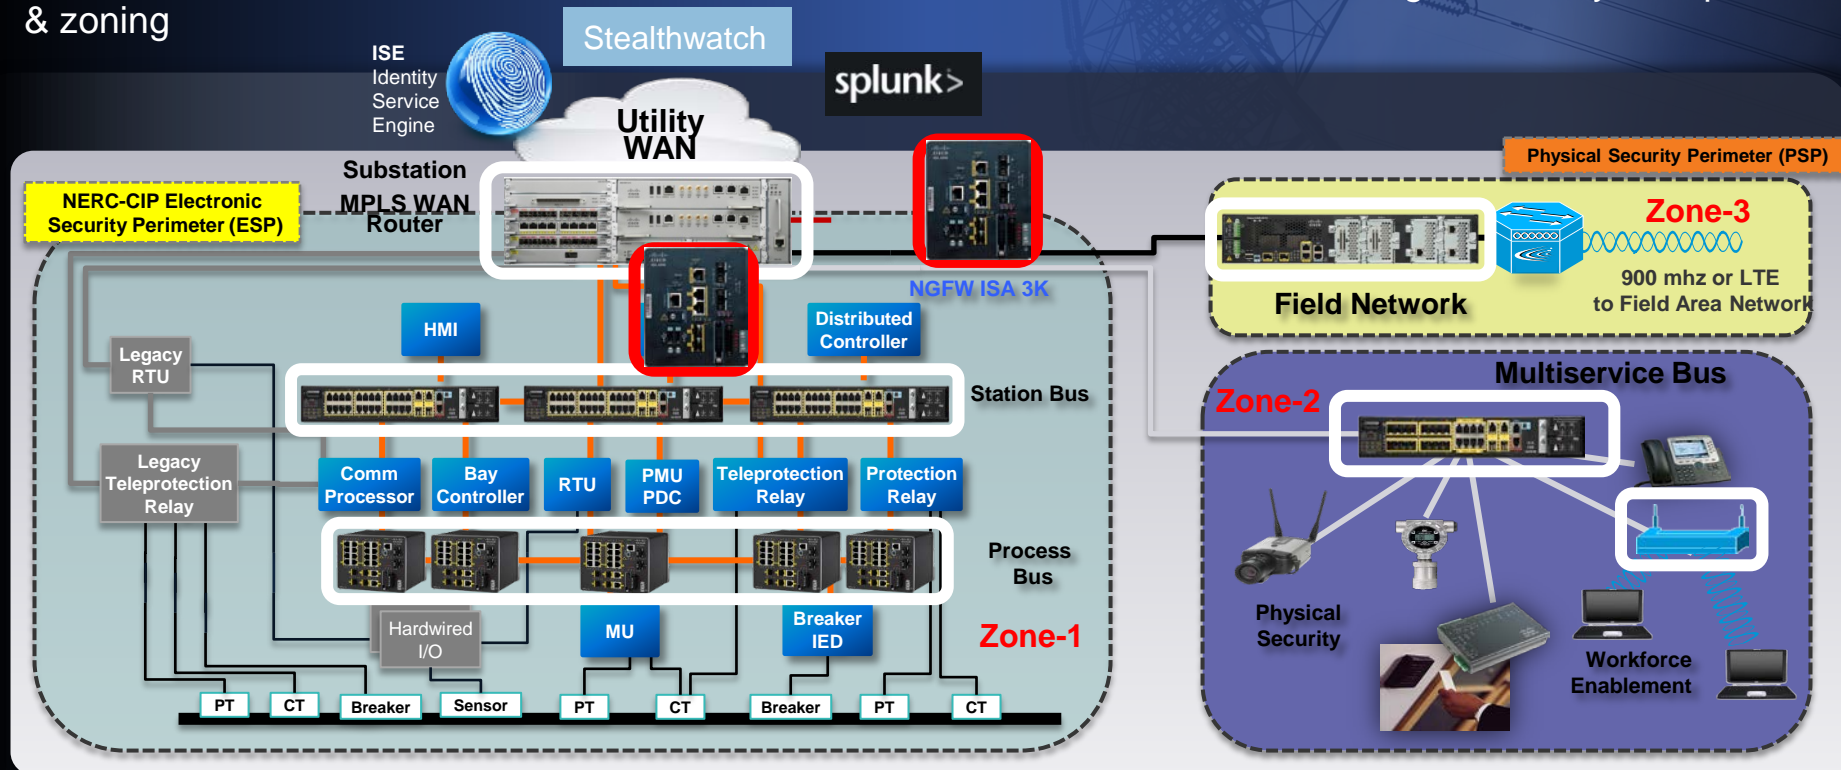 & zoning
Stealthwatch
ISE
Identity
Service
Engine
splunk>
Utility
WAN
Substation
MPLS WAN
Router
NERC-CIP Electronic
Security Perimeter (ESP)
Physical Security Perimeter (PSP)
NGFW ISA 3K
Zone-3
900 mhz or LTE
to Field Area Network
Field Network
HMI
Distributed
Controller
Legacy
RTU
Station Bus
Multiservice Bus
Zone-2
Legacy
Teleprotection
Relay
Comm
Processor
Bay
Controller
RTU
PMU
PDC
Teleprotection
Relay
Protection
Relay
Process
Bus
Hardwired
I/O
MU
Breaker
IED
Zone-1
Physical
Security
Workforce
Enablement
PT
CT
Breaker
Sensor
PT
CT
Breaker
PT
CT